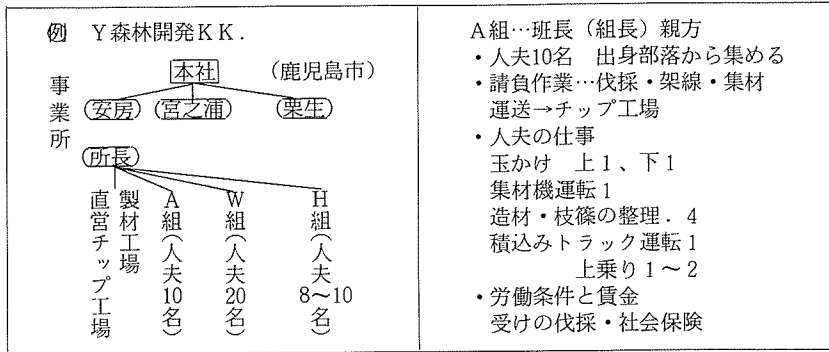 例 Y森林開発KK.
本社 (鹿児島市)
事業所
安房 宮之浦 栗生
所長
直営チップ工場
製材工場
A組(人夫10名)
W組(人夫20名)
H組(人夫8〜10名)
A組…班長(組長)親方
・人夫10名 出身部落から集める
・請負作業…伐採・架線・集材
運送→チップ工場
・人夫の仕事
玉かけ 上1、下1
集材機運転1
造材・枝篠の整理.4
積込みトラック運転1
上乗り1〜2
・労働条件と賃金
受けの伐採・社会保険